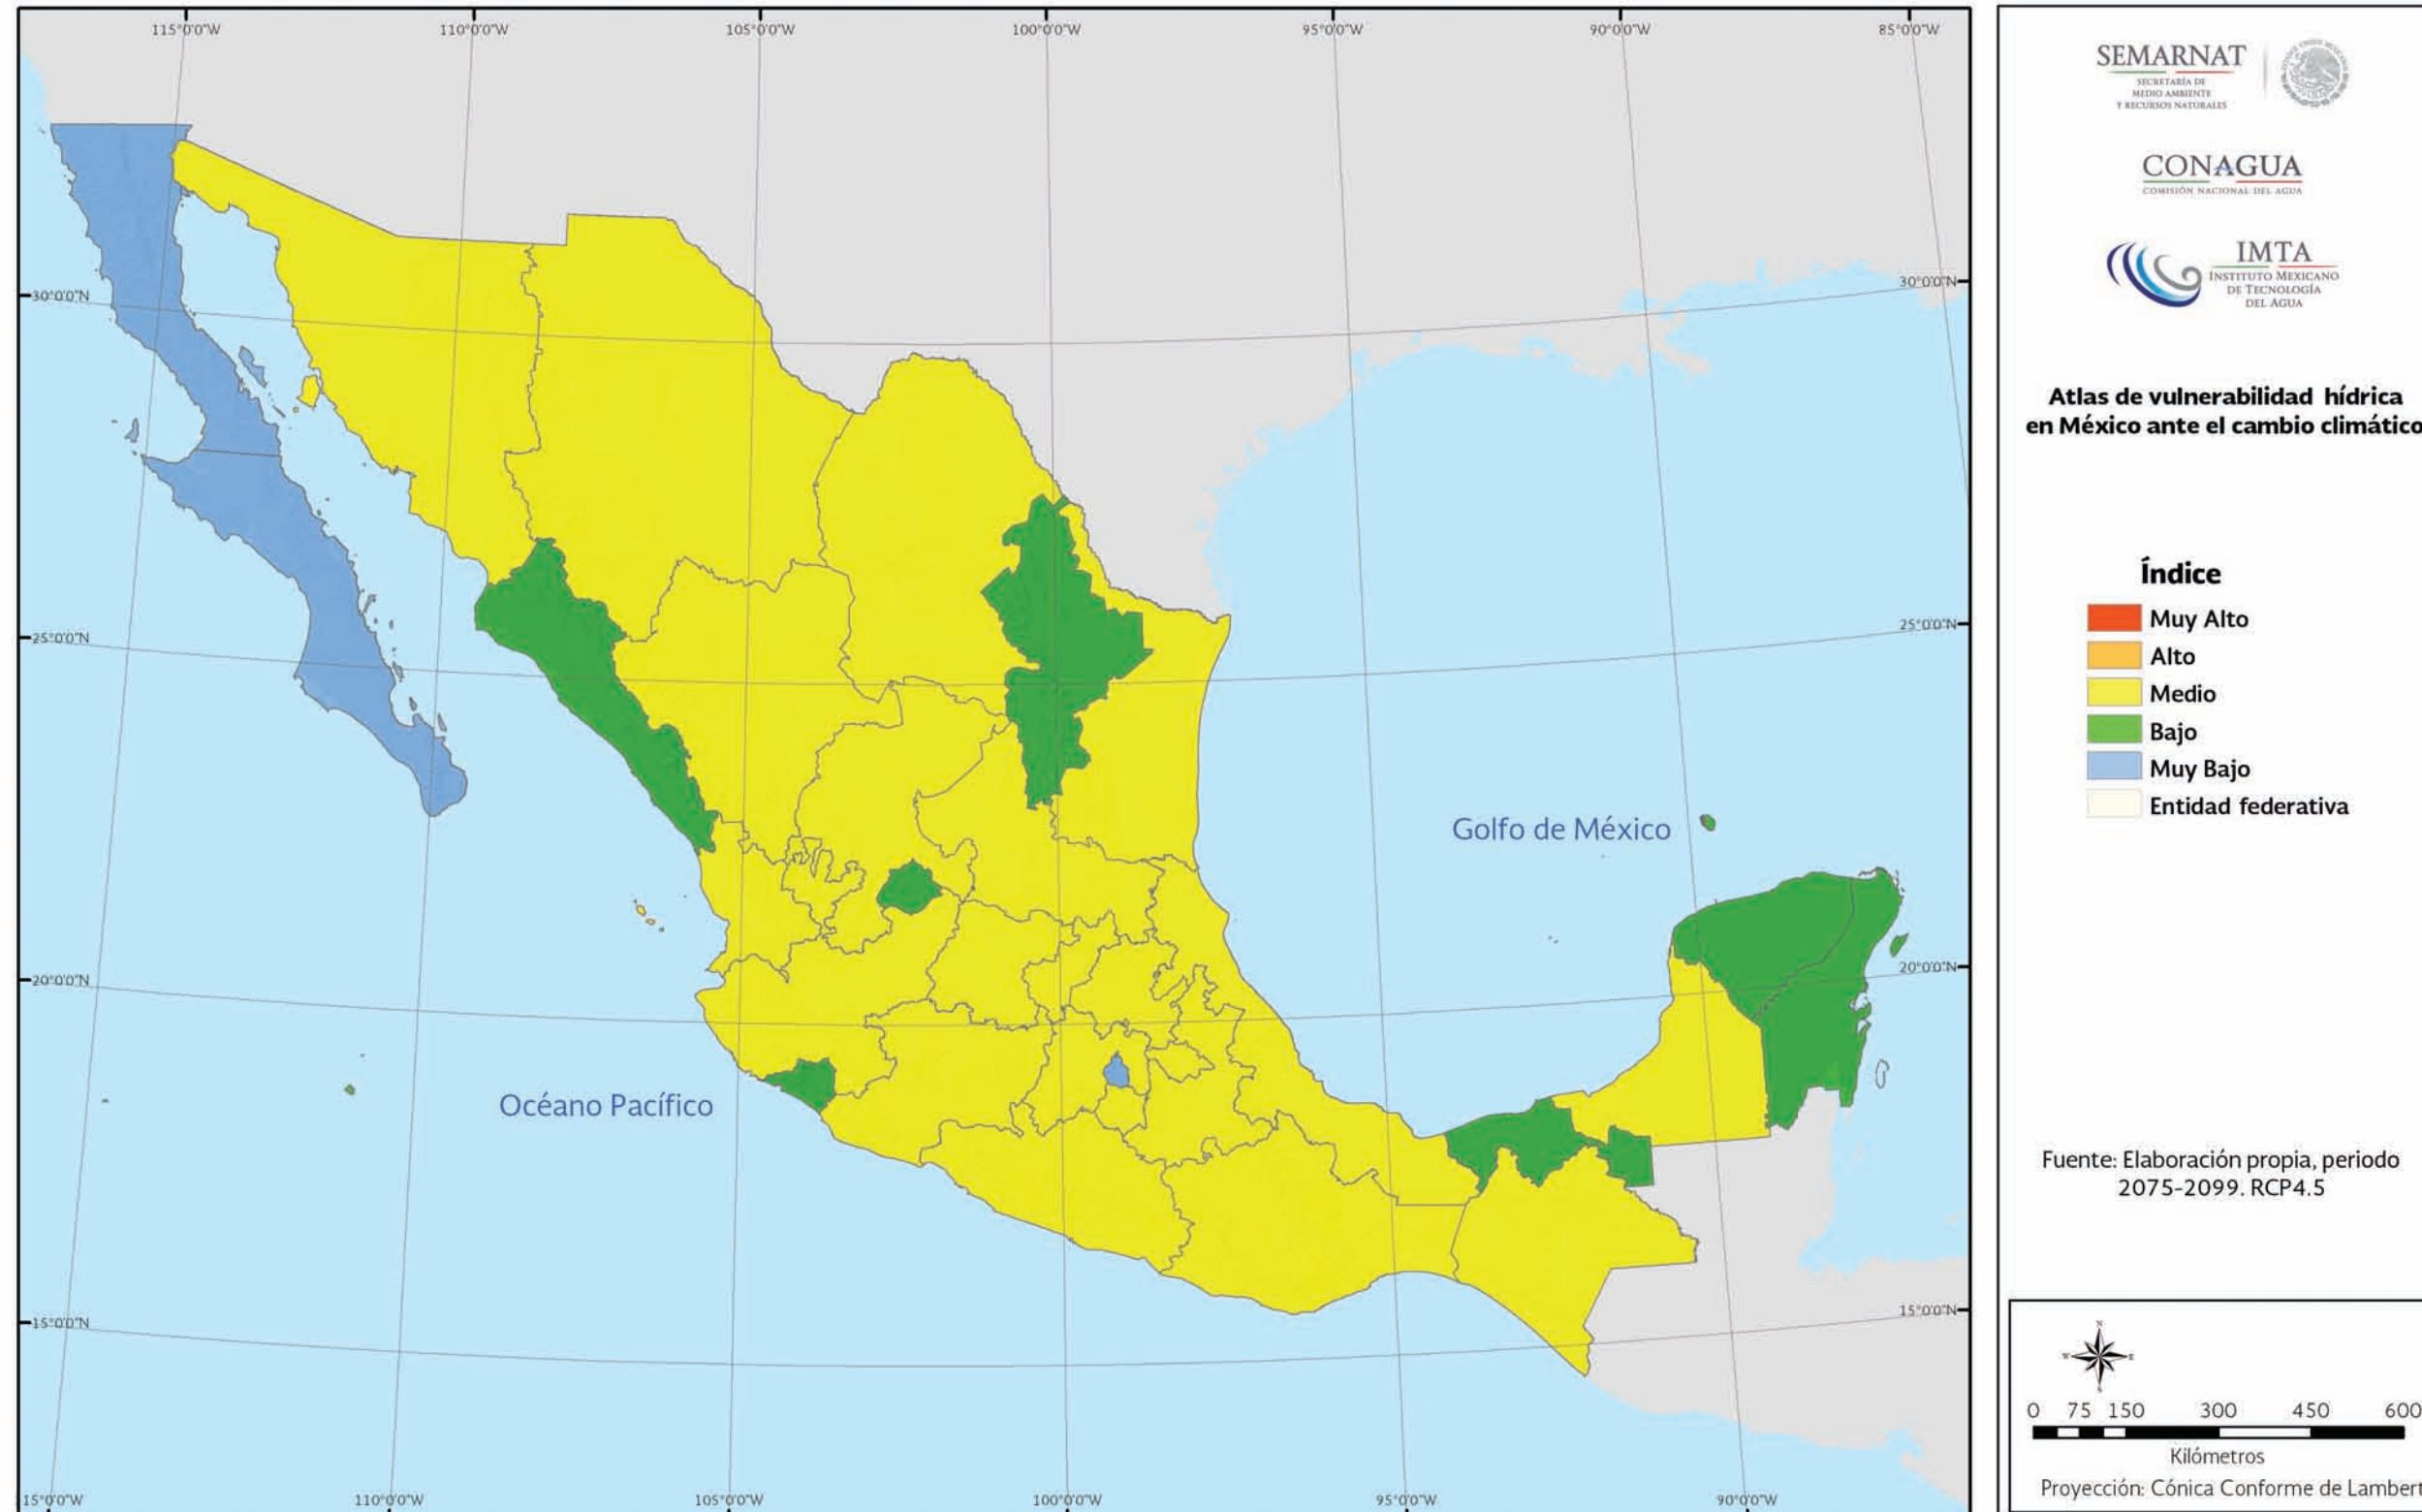 115°0'0"W
110°0'0"W
105°0'0"W
100°0'0"W
95°0'0"W
90°0'0"W
85°0'0"W
30°0'0"N
30°0'0"N
25°0'0"N
25°0'0"N
20°0'0"N
20°0'0"N
15°0'0"N
15°0'0"N
Golfo de México
Océano Pacífico
15°0'0"W
110°0'0"W
105°0'0"W
100°0'0"W
95°0'0"W
90°0'0"W
SEMARNAT
SECRETARÍA DE
MEDIO AMBIENTE
Y RECURSOS NATURALES
CONAGUA
COMISIÓN NACIONAL DEL AGUA
IMTA
INSTITUTO MEXICANO
DE TECNOLOGÍA
DEL AGUA
Atlas de vulnerabilidad hídrica
en México ante el cambio climático
Índice
Muy Alto
Alto
Medio
Bajo
Muy Bajo
Entidad federativa
Fuente: Elaboración propia, periodo
2075-2099. RCP4.5
N
W E
S
0 75 150 300 450 600
Kilómetros
Proyección: Cónica Conforme de Lambert